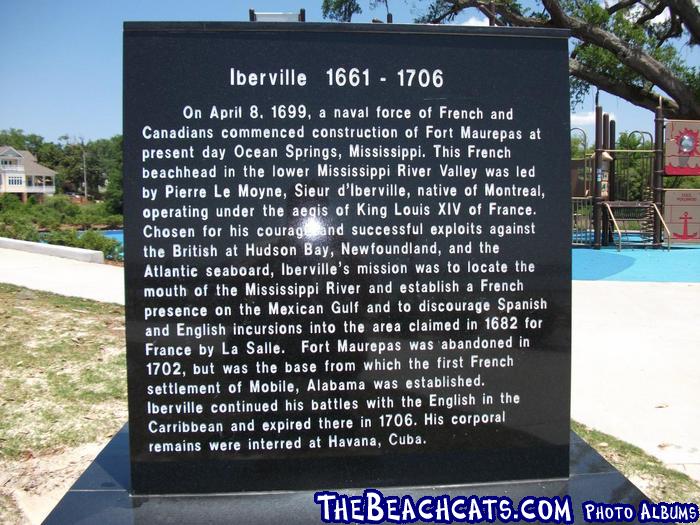 Iberville 1661 - 1706
On April 8, 1699, a naval force of French and
Canadians commenced construction of Fort Maurepas at
present day Ocean Springs, Mississippi. This French
beachhead in the lower Mississippi River Valley was led
by Pierre Le Moyne, Sieur d'Iberville, native of Montreal,
operating under the aegis of King Louis XIV of France.
Chosen for his courage and successful exploits against
the British at Hudson Bay, Newfoundland, and the
Atlantic seaboard, Iberville's mission was to locate the
mouth of the Mississippi River and establish a French
presence on the Mexican Gulf and to discourage Spanish
and English incursions into the area claimed in 1682 for
France by La Salle. Fort Maurepas was abandoned in
1702, but was the base from which the first French
settlement of Mobile, Alabama was established.
Iberville continued his battles with the English in the
Carribbean and expired there in 1706. His corporal
remains were interred at Havana, Cuba.
THEBEACHCATS.COM PHOTO ALBUMS